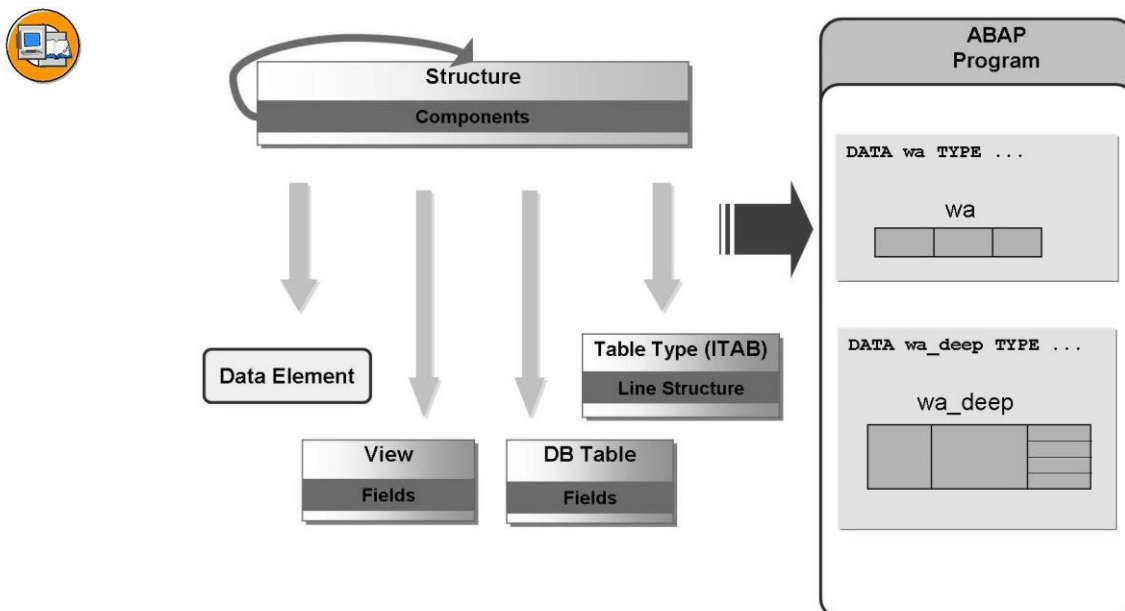 Structure
Components
Data Element
View
Fields
DB Table
Fields
Table Type (ITAB)
Line Structure
ABAP
Program
DATA wa TYPE ...
wa
DATA wa_deep TYPE ...
wa_deep